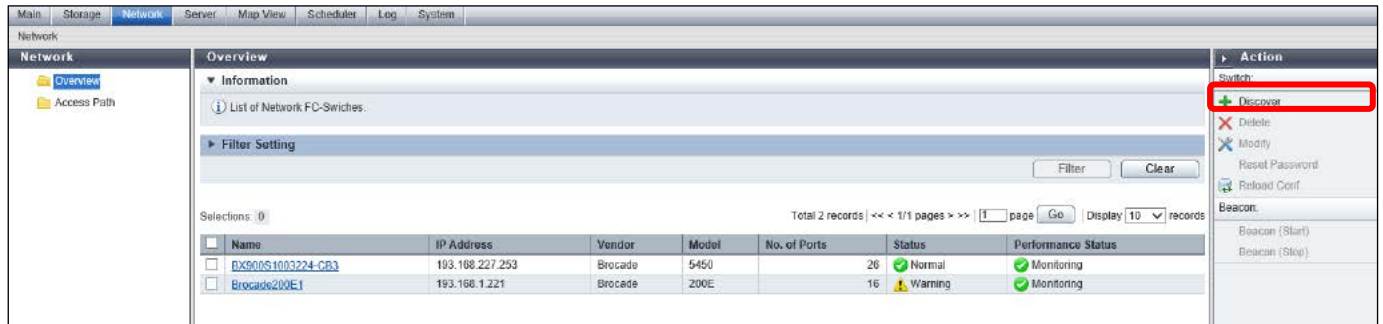 Main Storage Network Server Map View Scheduler Log System
Network
Network
Overview
Access Path
Overview
▼ Information
List of Network FC-Swiches.
▶ Filter Setting
Filter Clear
Selections: 0 Total 2 records | << < 1/1 pages > >> | 1 page Go Display 10 records
Name IP Address Vendor Model No. of Ports Status Performance Status
BX900S1003224-CB3 193.168.227.253 Brocade 5450 26 Normal Monitoring
Brocade200E1 193.168.1.221 Brocade 200E 16 Warning Monitoring
Action
Switch:
Discover
Delete
Modify
Reset Password
Reload Conf.
Beacon:
Beacon (Start)
Beacon (Stop)